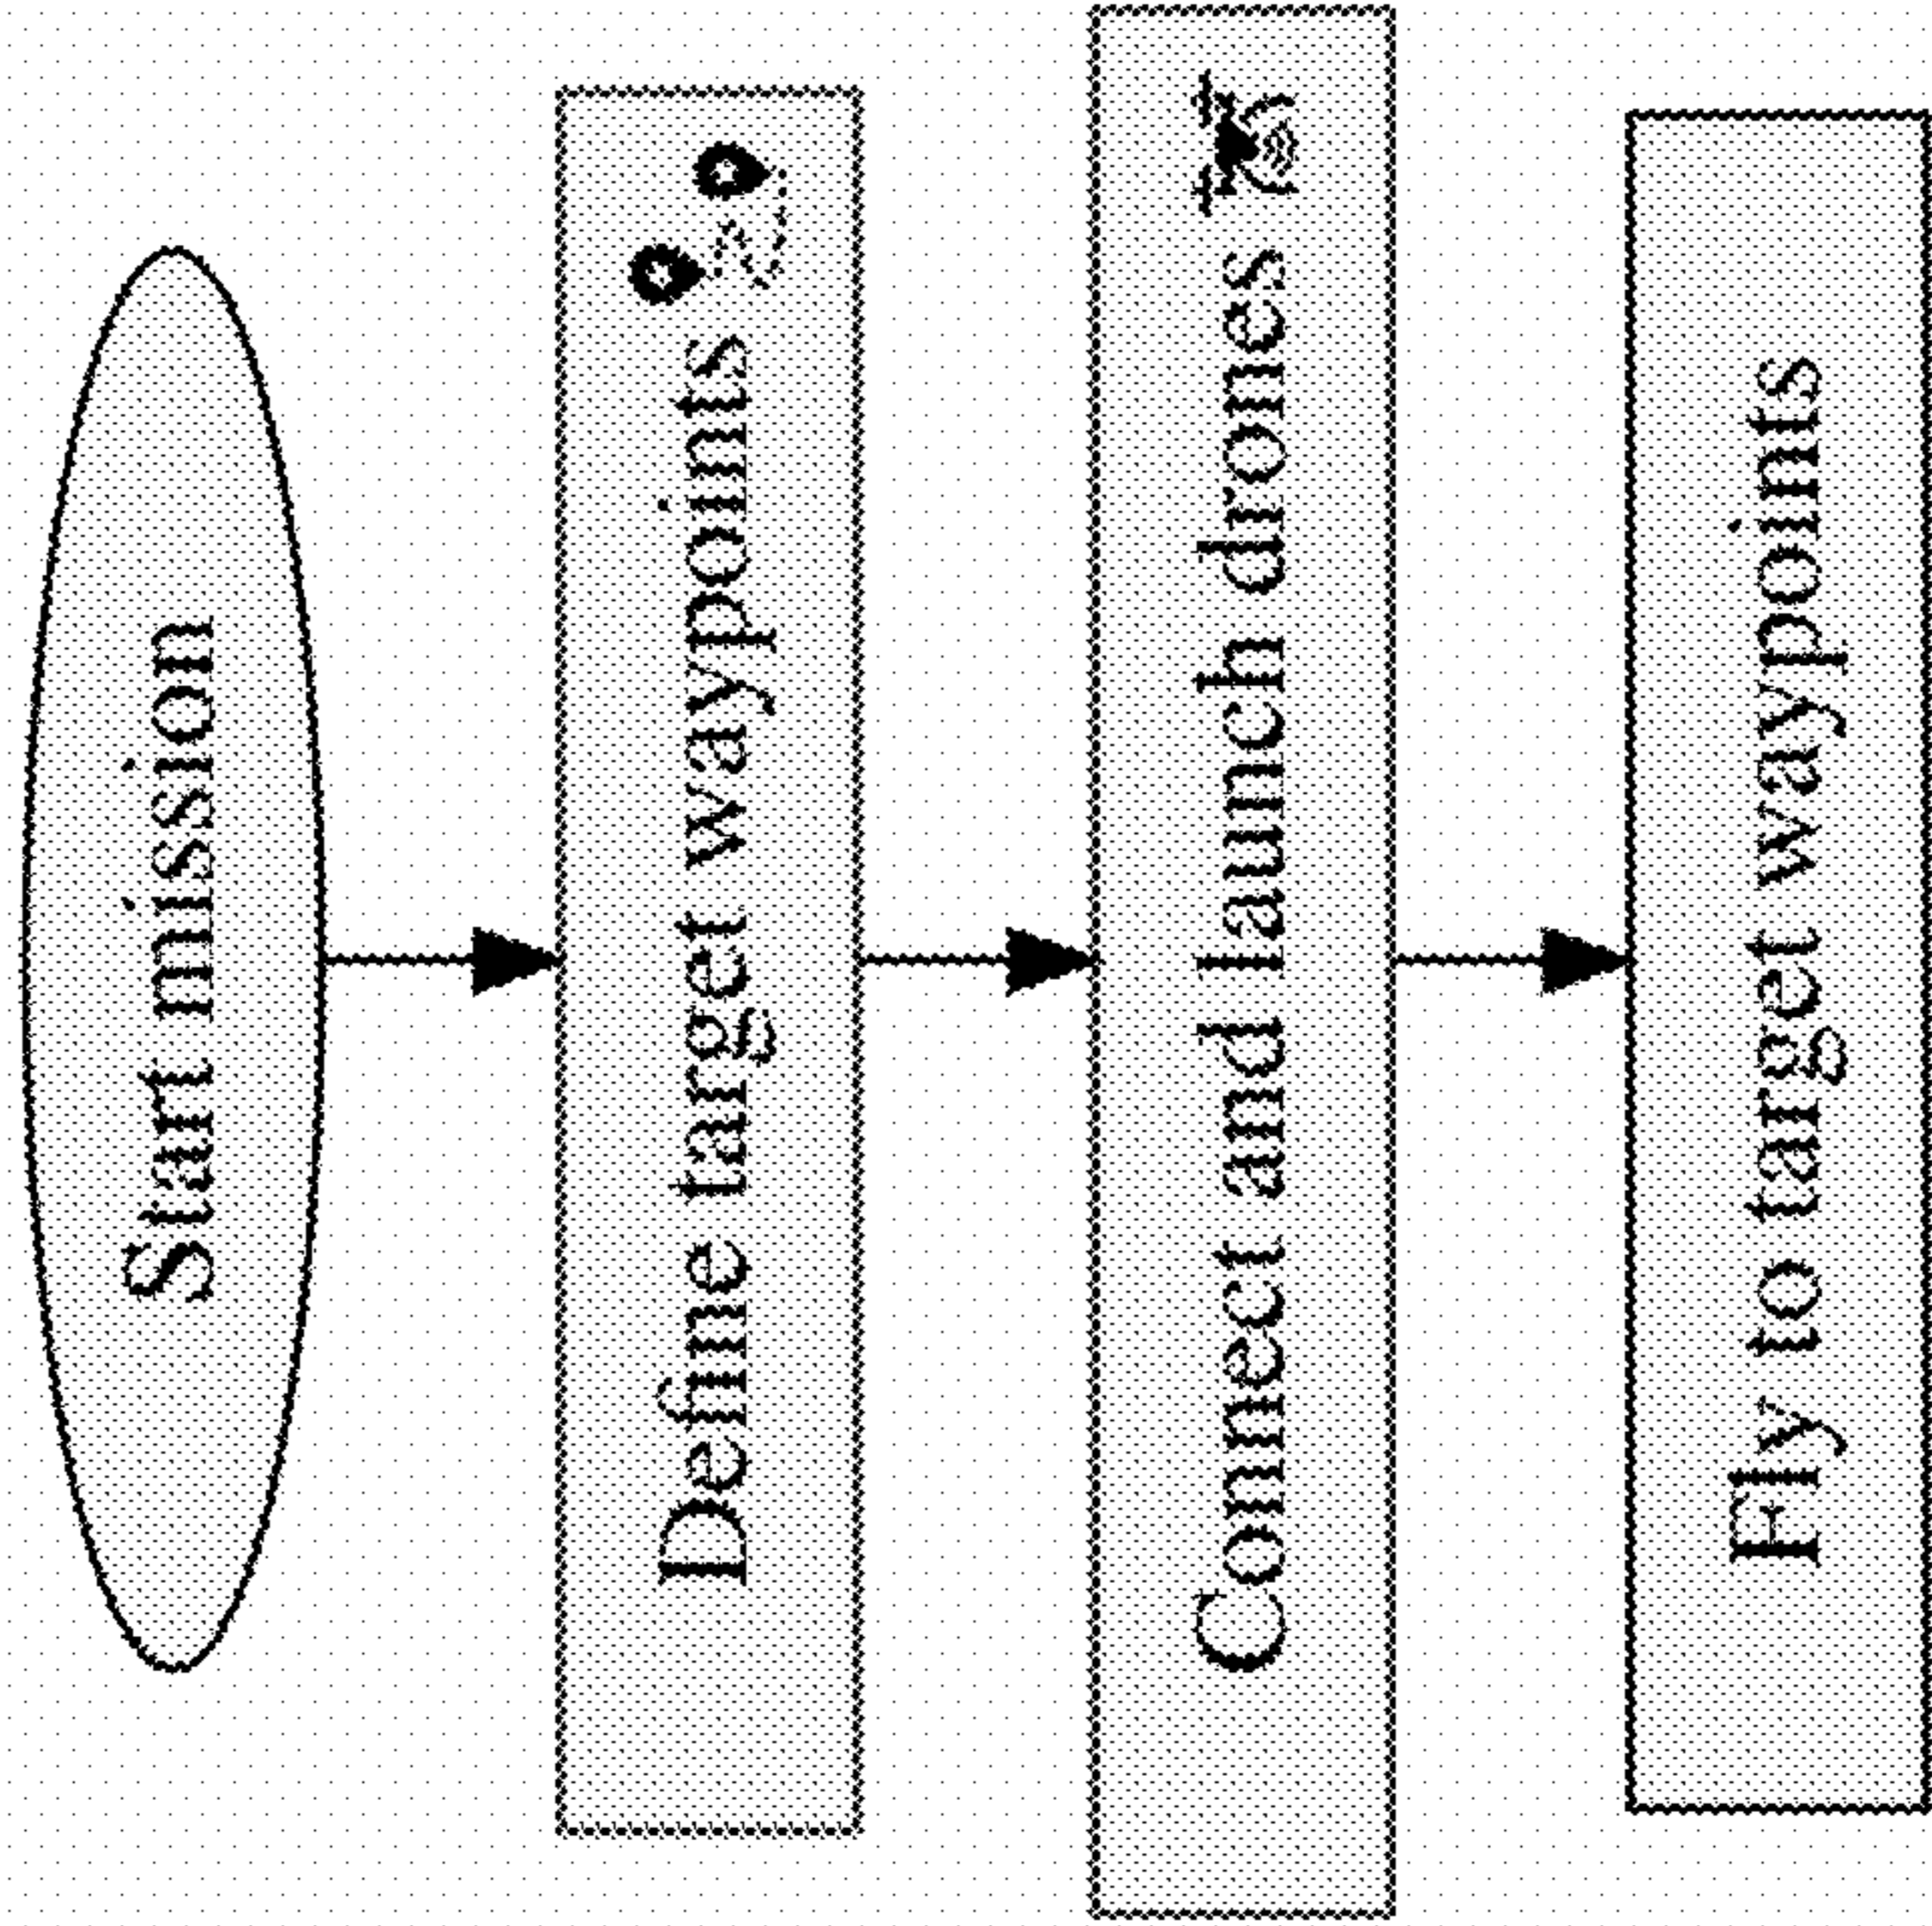 Start mission
Define target waypoints
Connect and launch drones
Fly to target waypoints